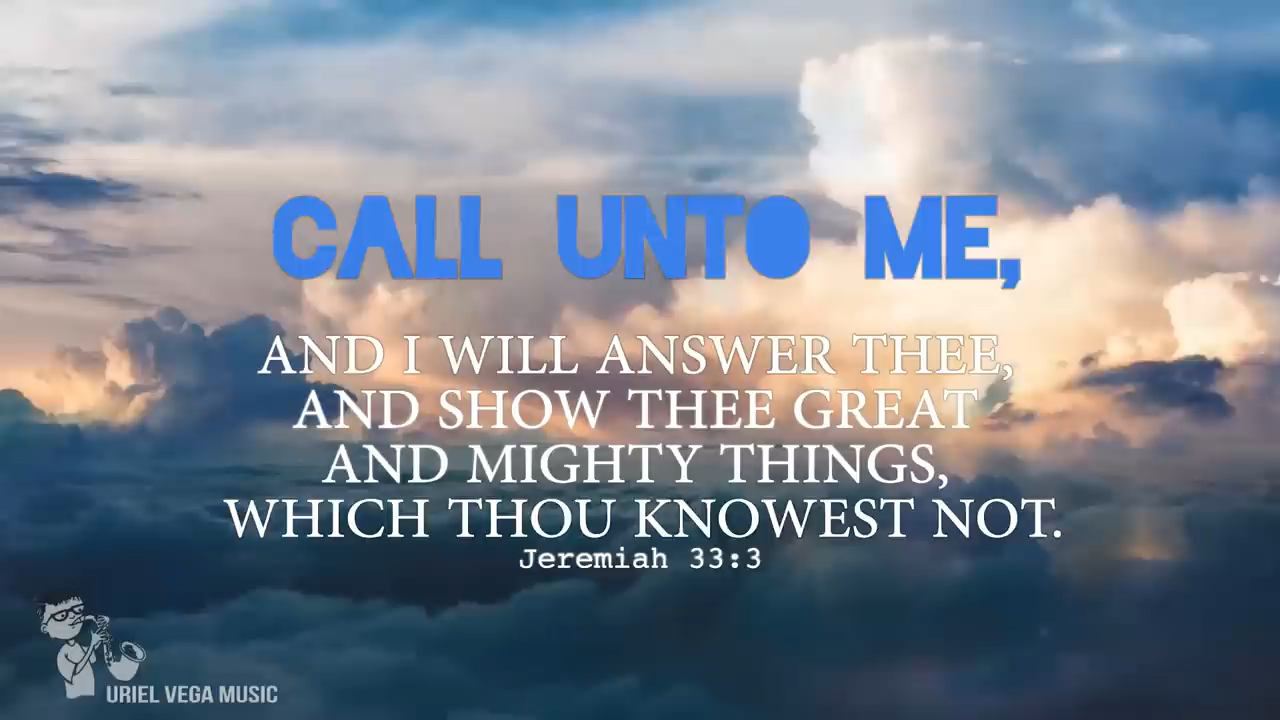 CALL UNTO ME,
AND I WILL ANSWER THEE,
AND SHOW THEE GREAT
AND MIGHTY THINGS,
WHICH THOU KNOWEST NOT.
Jeremiah 33:3
URIEL VEGA MUSIC